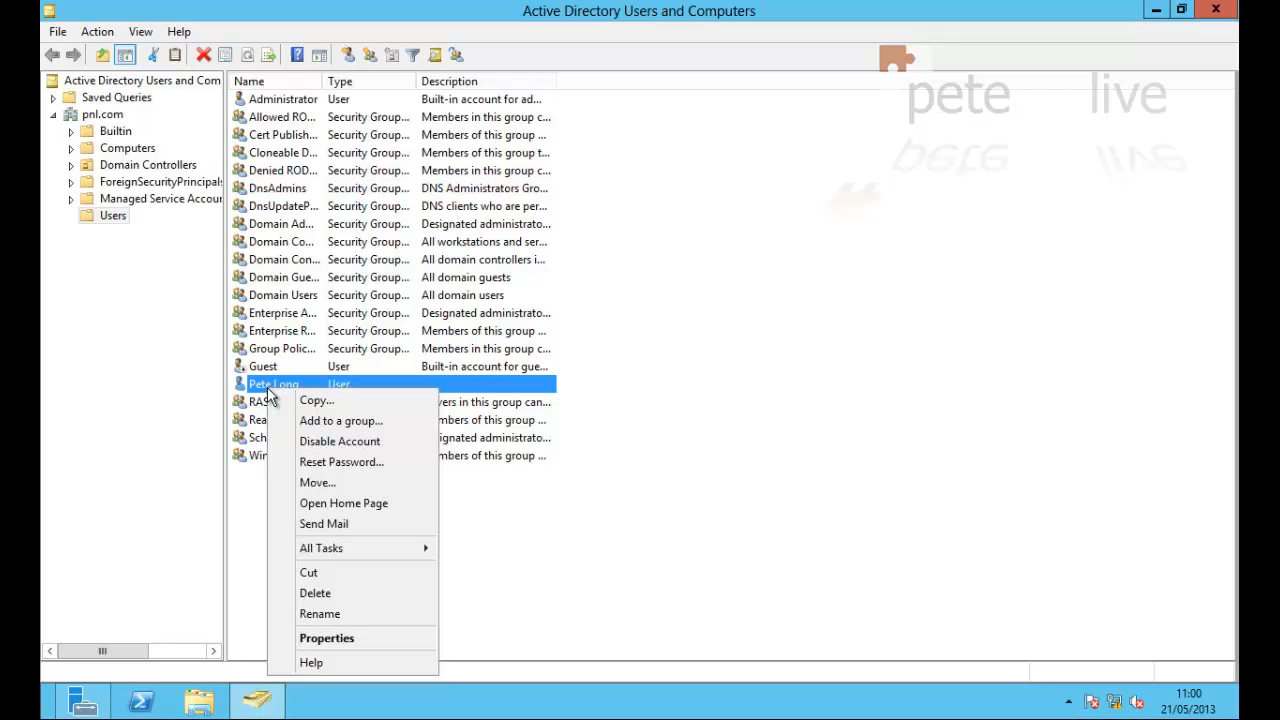 Active Directory Users and Computers
File Action View Help
Active Directory Users and Com
Saved Queries
pnl.com
Builtin
Computers
Domain Controllers
ForeignSecurityPrincipals
Managed Service Accour
Users
Name Type Description
Administrator User Built-in account for ad...
Allowed RO... Security Group... Members in this group c...
Cert Publish... Security Group... Members of this group ...
Cloneable D... Security Group... Members of this group t...
Denied ROD... Security Group... Members in this group c...
DnsAdmins Security Group... DNS Administrators Gro...
DnsUpdateP... Security Group... DNS clients who are per...
Domain Ad... Security Group... Designated administrato...
Domain Co... Security Group... All workstations and ser...
Domain Con... Security Group... All domain controllers i...
Domain Gue... Security Group... All domain guests
Domain Users Security Group... All domain users
Enterprise A... Security Group... Designated administrato...
Enterprise R... Security Group... Members of this group ...
Group Polic... Security Group... Members in this group c...
Guest User Built-in account for gue...
Pete Long User
RAS vers in this group can...
Rea mbers of this group ...
Sch ignated administrato...
Win mbers of this group ...
Copy...
Add to a group...
Disable Account
Reset Password...
Move...
Open Home Page
Send Mail
All Tasks
Cut
Delete
Rename
Properties
Help
pete live
11:00
21/05/2013